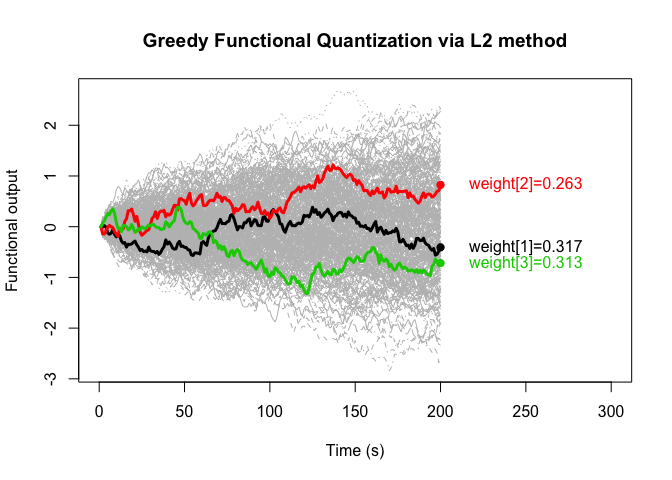 Greedy Functional Quantization via L2 method
Functional output
2
1
0
-1
-2
-3
weight[2]=0.263
weight[1]=0.317
weight[3]=0.313
0 50 100 150 200 250 300
Time (s)